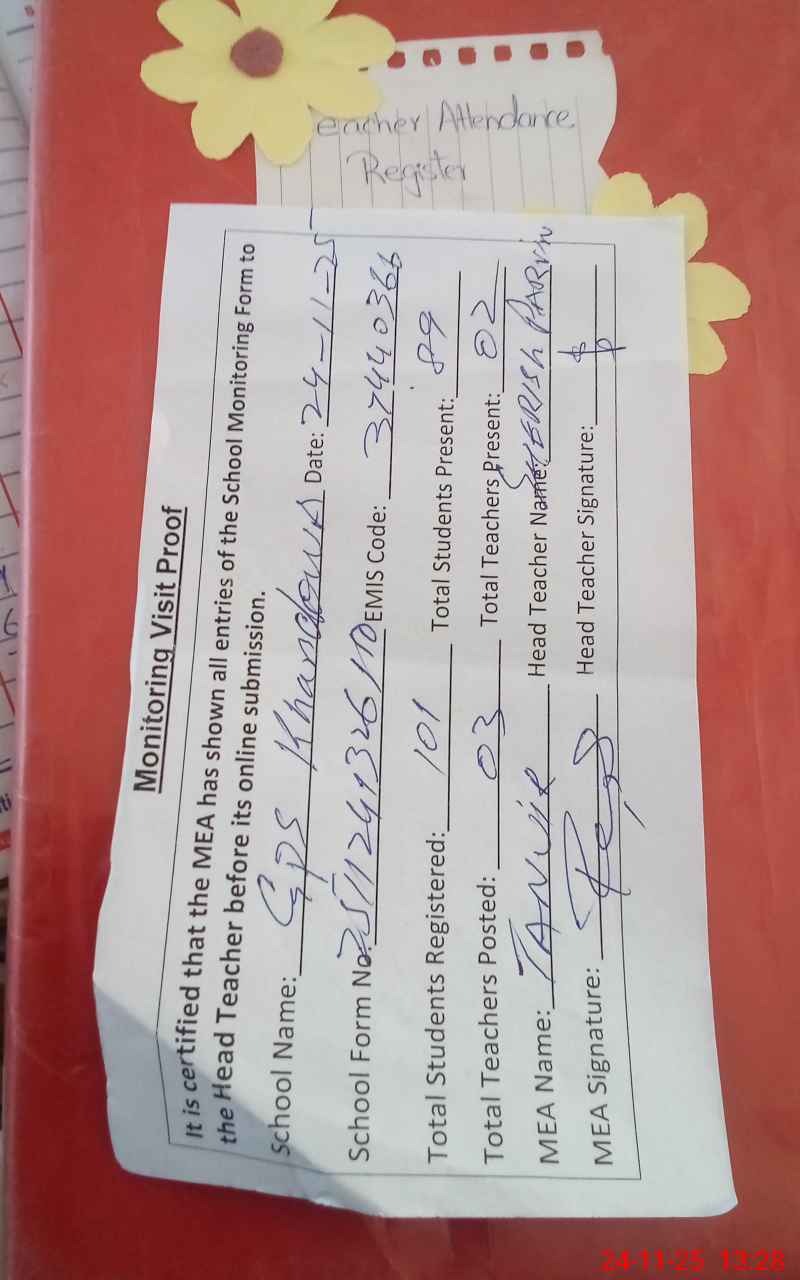 eacher Attendance
Register
Monitoring Visit Proof
It is certified that the MEA has shown all entries of the School Monitoring Form to
the Head Teacher before its online submission.
School Name: GPS Khandowa Date: 24-11-25
School Form No: EMIS Code: 37440366
Total Students Registered: 101 Total Students Present: 89
Total Teachers Posted: 03 Total Teachers Present: 02
MEA Name: TANVIR Head Teacher Name: SHERISH PARVIN
MEA Signature: Head Teacher Signature:
24-11-25 13:28